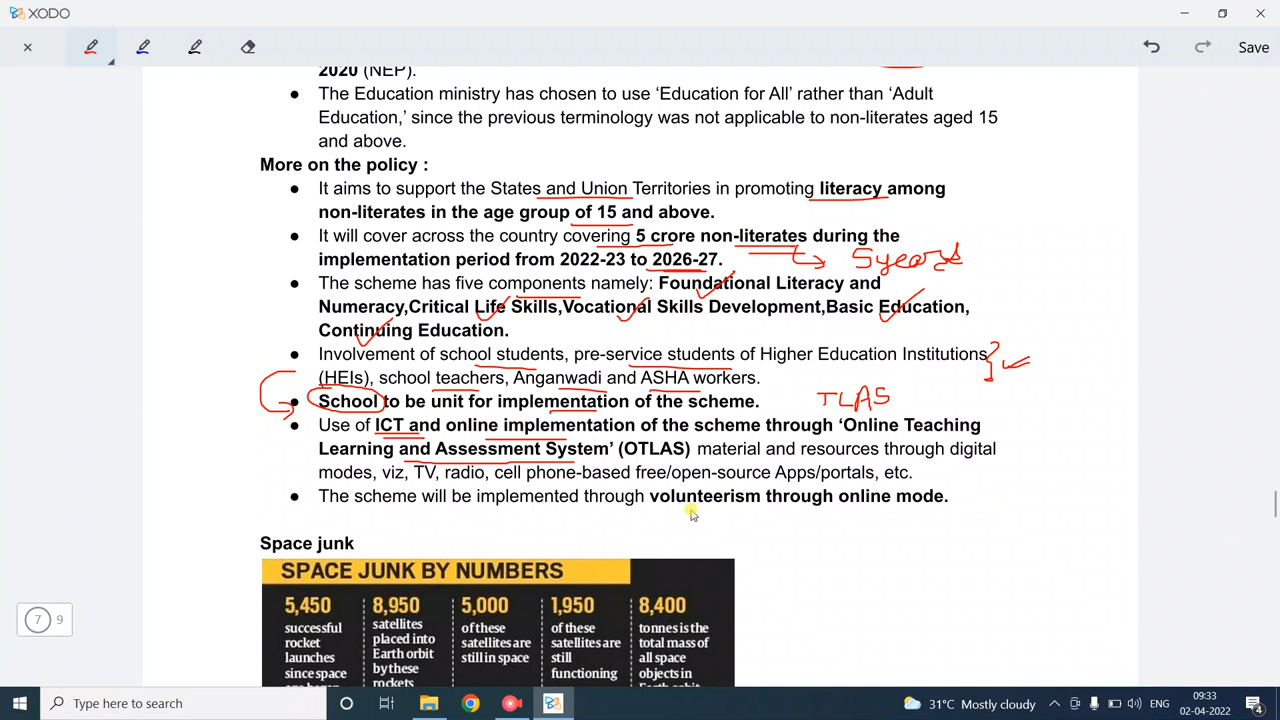 XODO
Save
2020 (NEP).
● The Education ministry has chosen to use ‘Education for All’ rather than ‘Adult
Education,’ since the previous terminology was not applicable to non-literates aged 15
and above.
More on the policy :
● It aims to support the States and Union Territories in promoting literacy among
non-literates in the age group of 15 and above.
● It will cover across the country covering 5 crore non-literates during the
implementation period from 2022-23 to 2026-27.
5 years
● The scheme has five components namely: Foundational Literacy and
Numeracy,Critical Life Skills,Vocational Skills Development,Basic Education,
Continuing Education.
● Involvement of school students, pre-service students of Higher Education Institutions
(HEIs), school teachers, Anganwadi and ASHA workers.
● School to be unit for implementation of the scheme.
TLAS
● Use of ICT and online implementation of the scheme through ‘Online Teaching
Learning and Assessment System’ (OTLAS) material and resources through digital
modes, viz, TV, radio, cell phone-based free/open-source Apps/portals, etc.
● The scheme will be implemented through volunteerism through online mode.
Space junk
SPACE JUNK BY NUMBERS
5,450 8,950 5,000 1,950 8,400
successful satellites of these of these tonnes is the
rocket placed into satellites are satellites are total mass of
launches Earth orbit still in space still all space
since space by these functioning objects in
rockets
7 9
Type here to search
31°C Mostly cloudy
09:33
02-04-2022
4